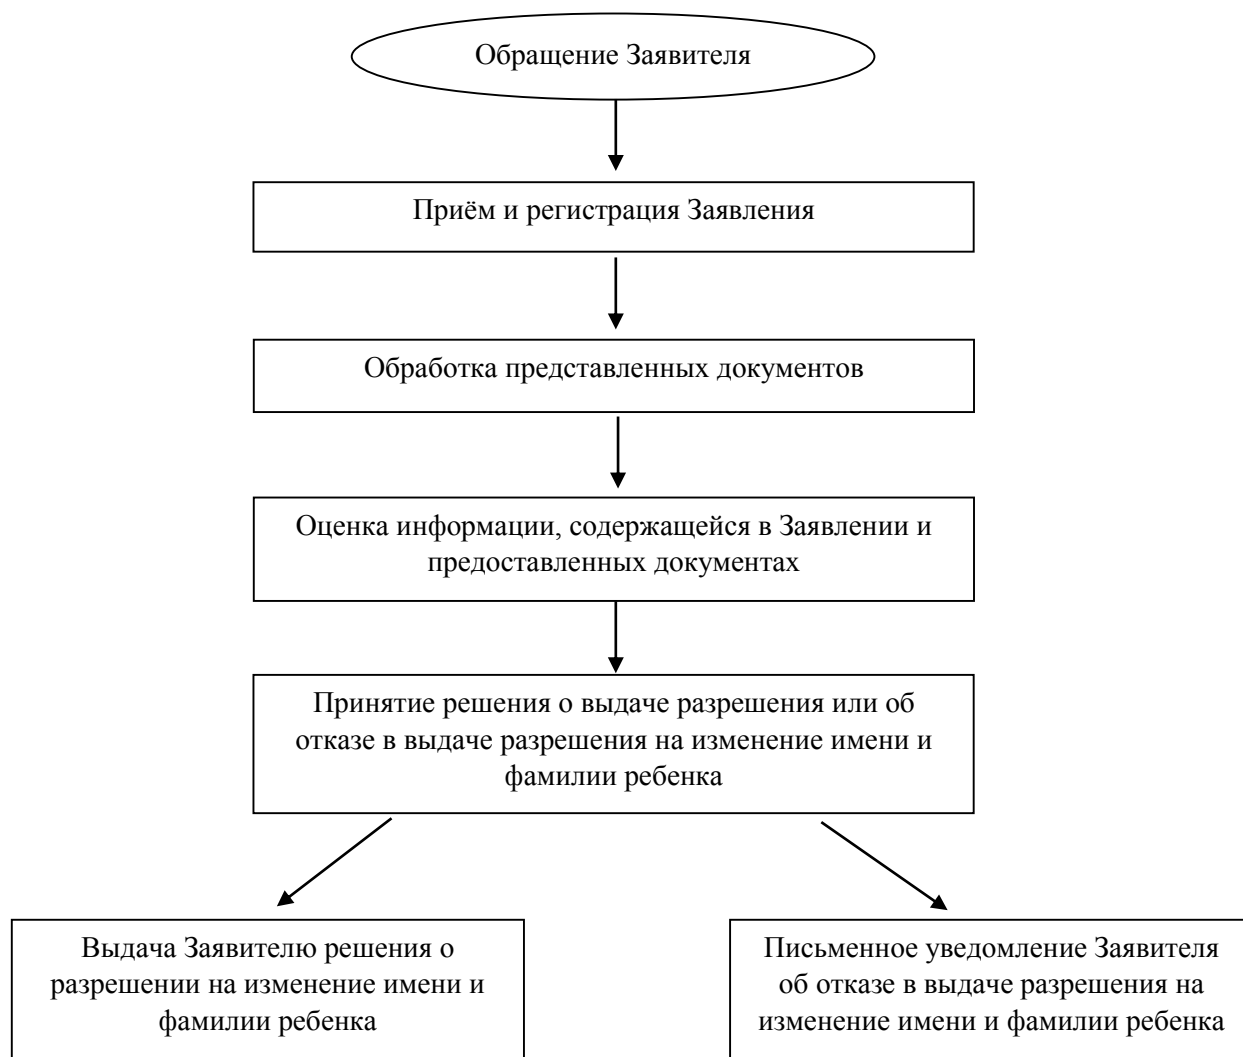 Обращение Заявителя
Приём и регистрация Заявления
Обработка представленных документов
Оценка информации, содержащейся в Заявлении и
предоставленных документах
Принятие решения о выдаче разрешения или об
отказе в выдаче разрешения на изменение имени и
фамилии ребенка
Выдача Заявителю решения о
разрешении на изменение имени и
фамилии ребенка
Письменное уведомление Заявителя
об отказе в выдаче разрешения на
изменение имени и фамилии ребенка